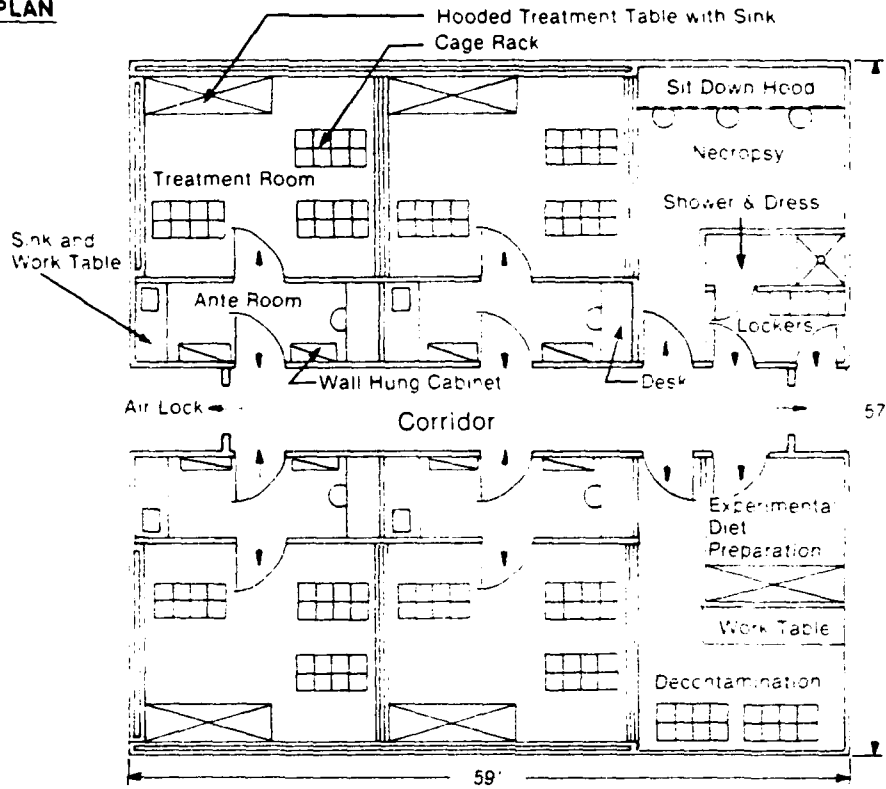 PLAN
Hooded Treatment Table with Sink
Cage Rack
Sit Down Hood
Necropsy
Treatment Room
Shower & Dress
Sink and
Work Table
Ante Room
Lockers
Wall Hung Cabinet
Desk
Air Lock
Corridor
57
Experimenta
Diet
Preparation
Work Table
Decontamination
59'